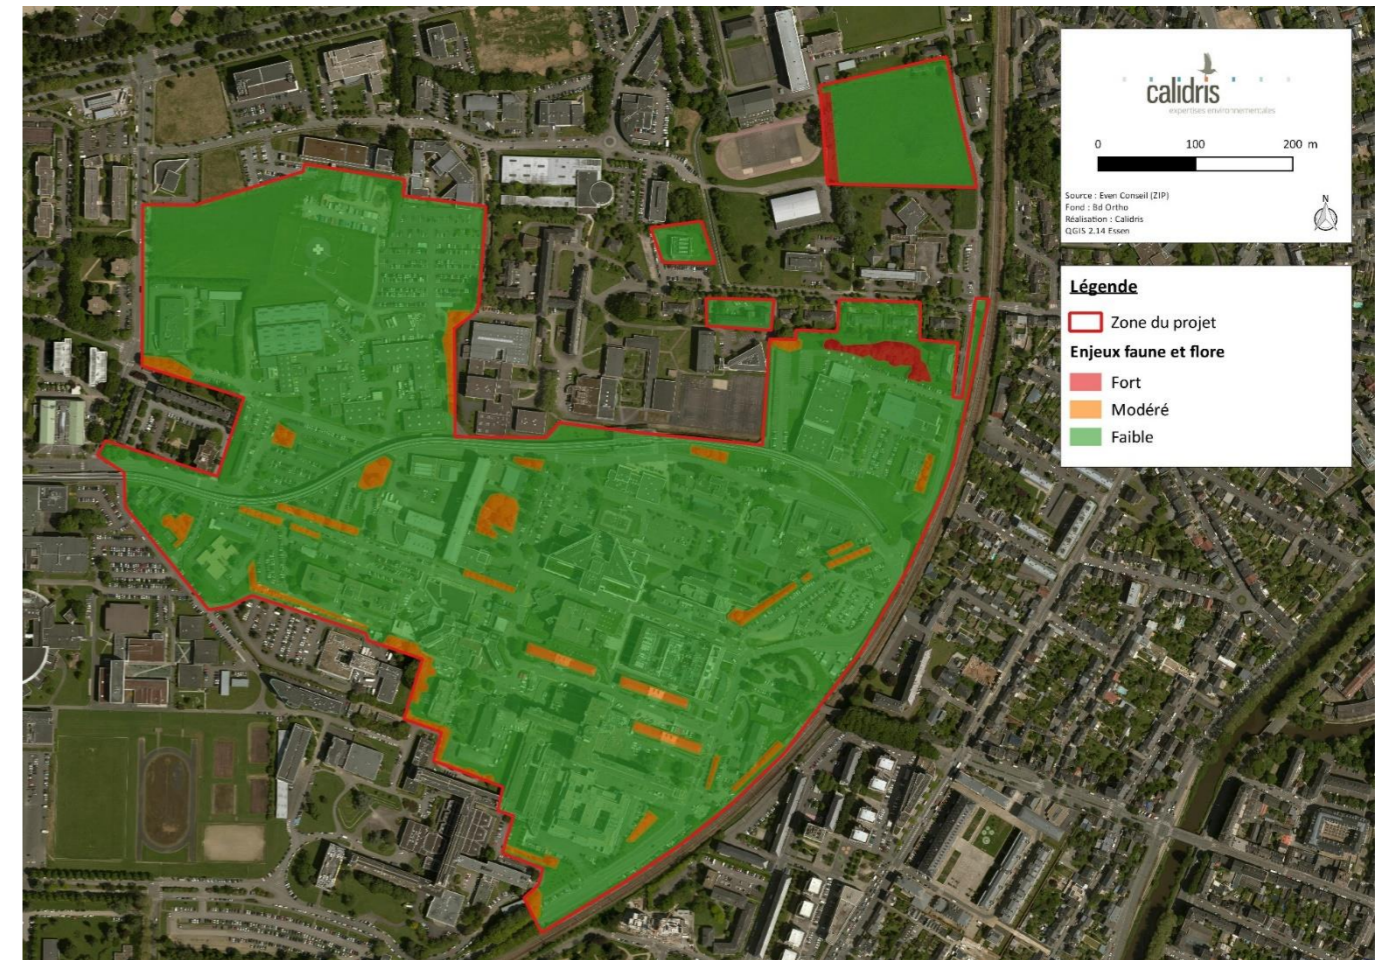 calidris
expertises environnementales
0 100 200 m
Source : Even Conseil (ZIP)
Fond : Bd Ortho
Réalisation : Calidris
QGIS 2.14 Essen
N
Légende
Zone du projet
Enjeux faune et flore
Fort
Modéré
Faible